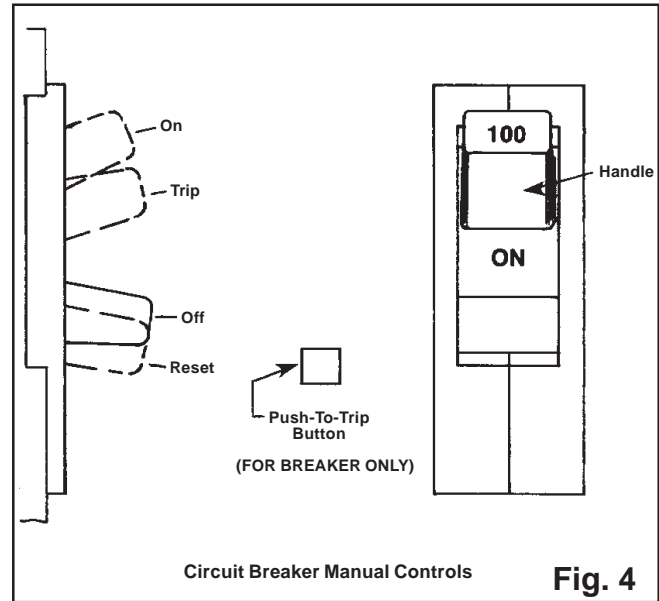 On
Trip
Off
Reset
100
Handle
ON
Push-To-Trip
Button
(FOR BREAKER ONLY)
Circuit Breaker Manual Controls
Fig. 4